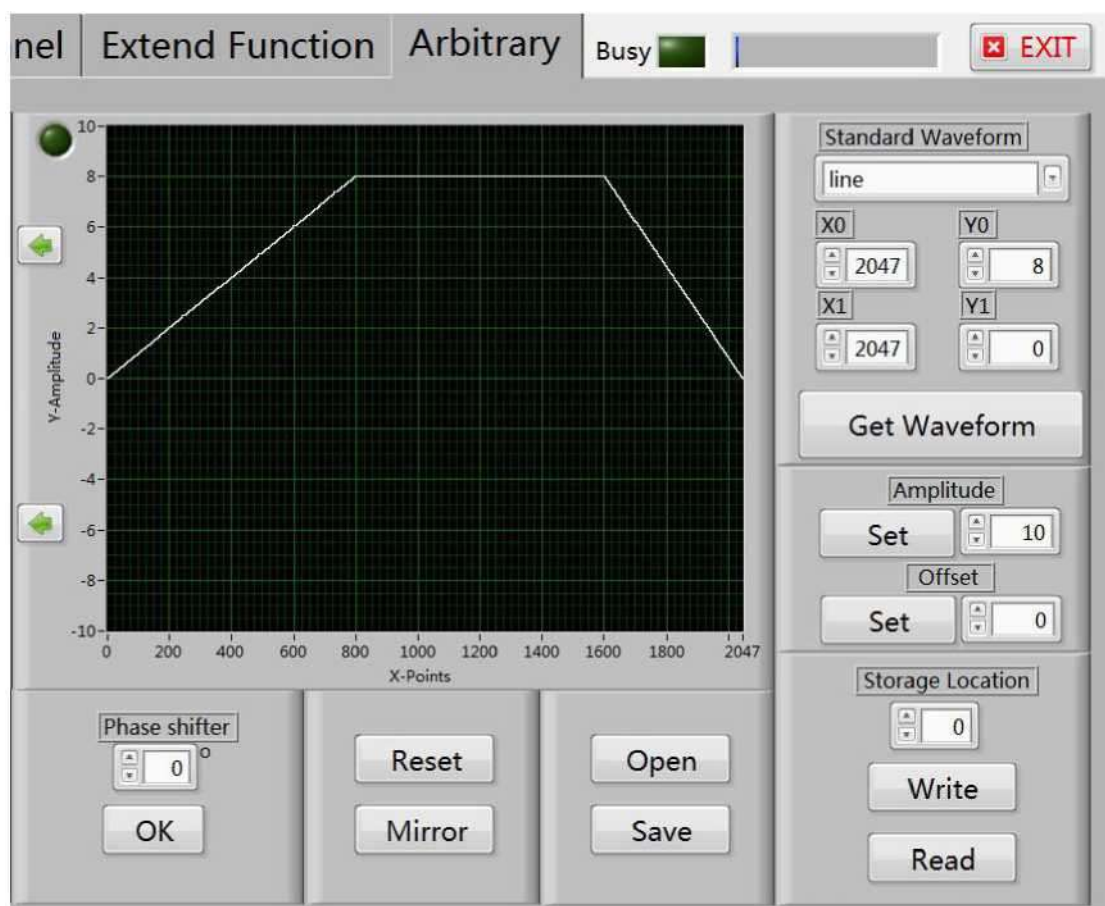 nel Extend Function Arbitrary Busy EXIT
Standard Waveform
line
X0 Y0
2047 8
X1 Y1
2047 0
Get Waveform
Amplitude
Set 10
Offset
Set 0
Storage Location
0
Write
Read
10
8
6
4
2
0
-2
-4
-6
-8
-10
Y-Amplitude
0 200 400 600 800 1000 1200 1400 1600 1800 2047
X-Points
Phase shifter
0 o
OK
Reset
Mirror
Open
Save